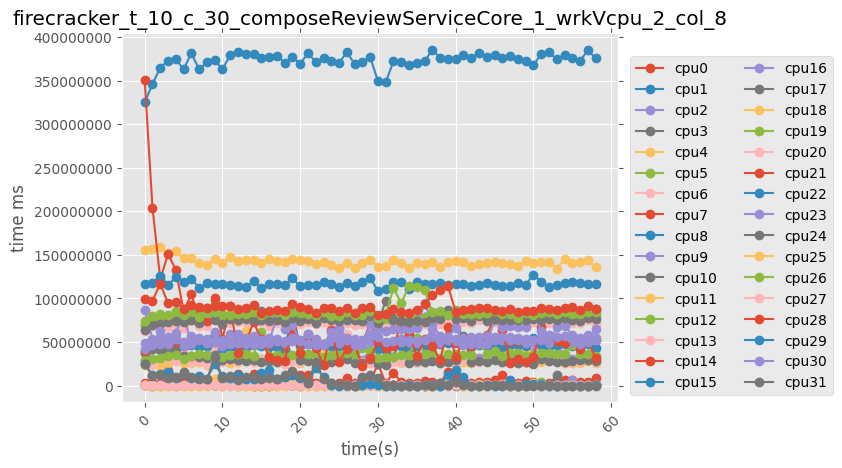 firecracker_t_10_c_30_composeReviewServiceCore_1_wrkVcpu_2_col_8
time ms
400000000
350000000
300000000
250000000
200000000
150000000
100000000
50000000
0
0
10
20
30
40
50
60
time(s)
cpu0
cpu1
cpu2
cpu3
cpu4
cpu5
cpu6
cpu7
cpu8
cpu9
cpu10
cpu11
cpu12
cpu13
cpu14
cpu15
cpu16
cpu17
cpu18
cpu19
cpu20
cpu21
cpu22
cpu23
cpu24
cpu25
cpu26
cpu27
cpu28
cpu29
cpu30
cpu31